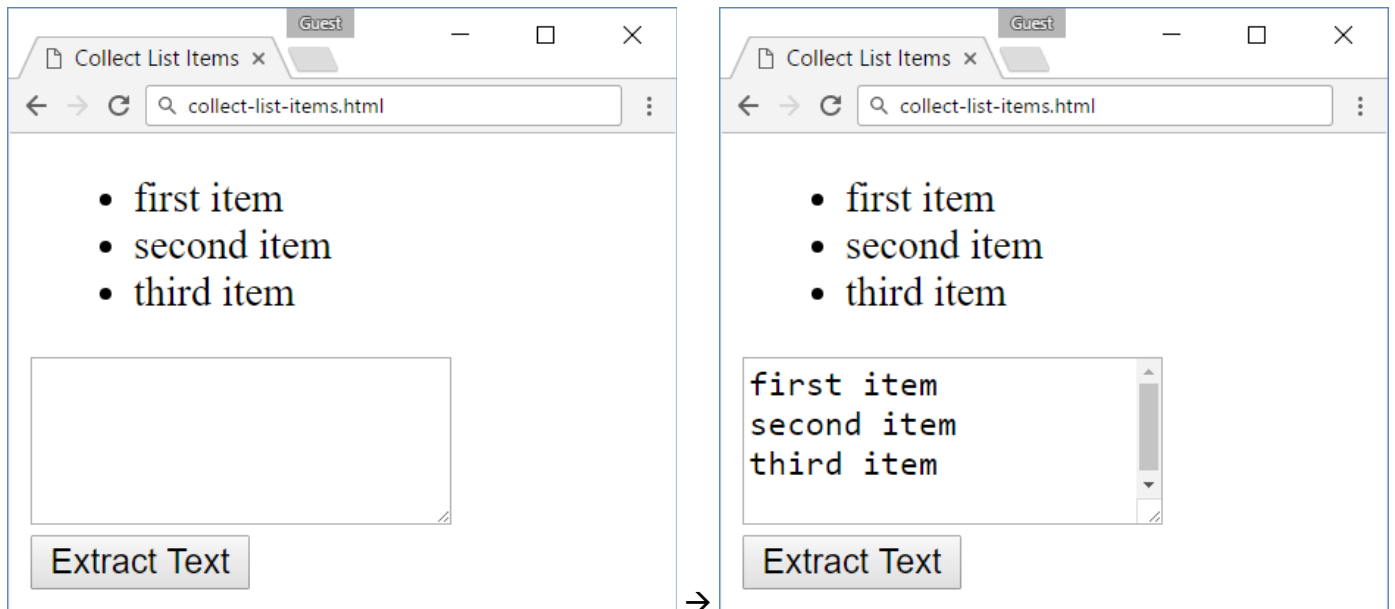 Guest
Collect List Items
collect-list-items.html
first item
second item
third item
Extract Text
→
Guest
Collect List Items
collect-list-items.html
first item
second item
third item
first item
second item
third item
Extract Text